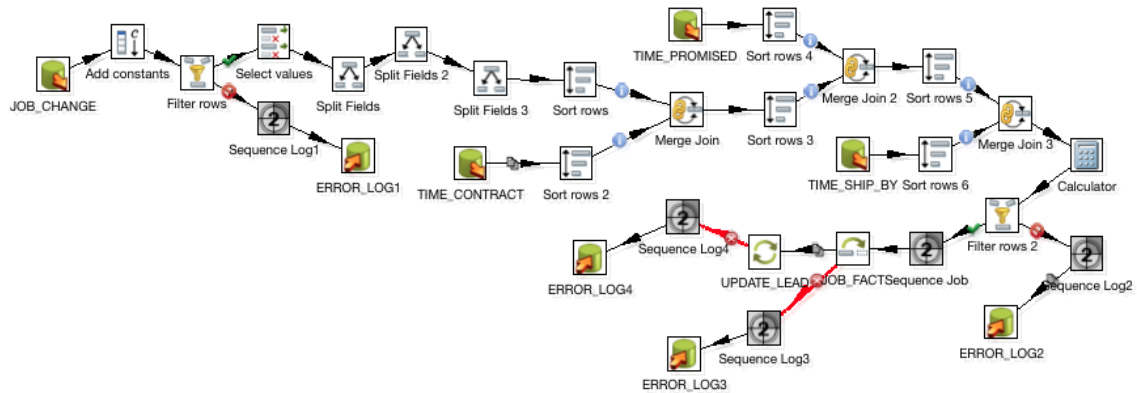 JOB_CHANGE
Add constants
Filter rows
Select values
Split Fields
Split Fields 2
Split Fields 3
Sort rows
Sequence Log1
ERROR_LOG1
TIME_CONTRACT
Sort rows 2
Merge Join
Sort rows 3
TIME_PROMISED
Sort rows 4
Merge Join 2
Sort rows 5
TIME_SHIP_BY
Sort rows 6
Merge Join 3
Calculator
Filter rows 2
Sequence Log2
ERROR_LOG2
Sequence Job
JOB_FACT
UPDATE_LEAD
Sequence Log4
ERROR_LOG4
Sequence Log3
ERROR_LOG3